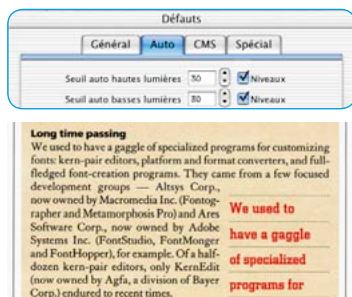 Défauts
Général Auto CMS Spécial
Seuil auto hautes lumières 30 Niveaux
Seuil auto basses lumières 80 Niveaux
Long time passing
We used to have a gaggle of specialized programs for customizing
fonts: kern-pair editors, platform and format converters, and full-
fledged font-creation programs. They came from a few focused
development groups — Altsys Corp.,
now owned by Macromedia Inc. (Fontog-
rapher and Metamorphosis Pro) and Ares
Software Corp., now owned by Adobe
Systems Inc. (FontStudio, FontMonger
and FontHopper), for example. Of a half-
dozen kern-pair editors, only KernEdit
(now owned by Agfa, a division of Bayer
Corp.) endured to recent times.
We used to
have a gaggle
of specialized
programs for